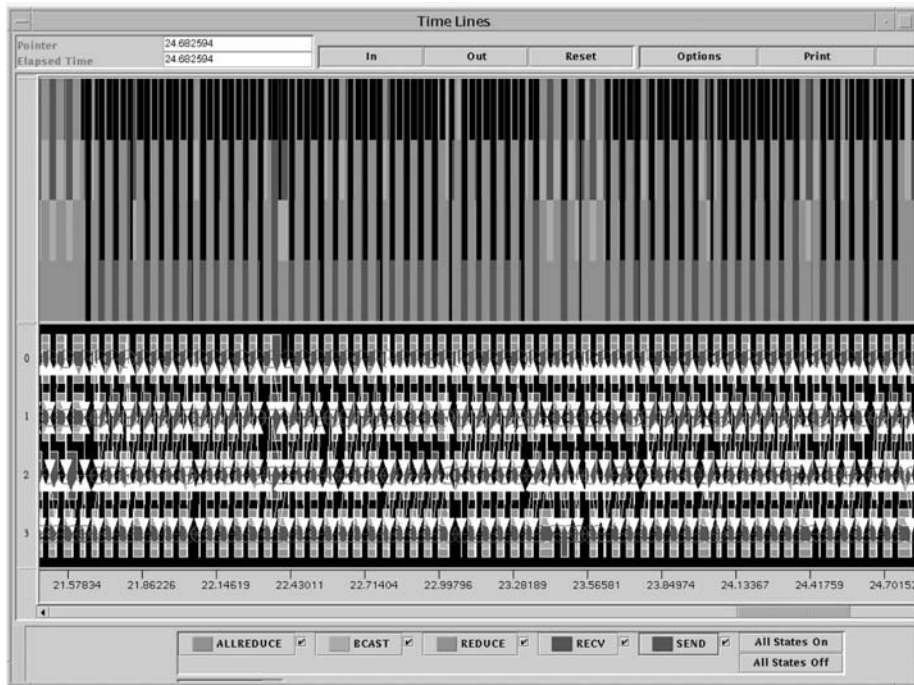 Time Lines
Pointer 24.682594
Elapsed Time 24.682594
In Out Reset Options Print
0
1
2
3
21.57834 21.86226 22.14619 22.43011 22.71404 22.99796 23.28189 23.56581 23.84974 24.13367 24.41759 24.70152
ALLREDUCE BCAST REDUCE RECV SEND All States On
All States Off